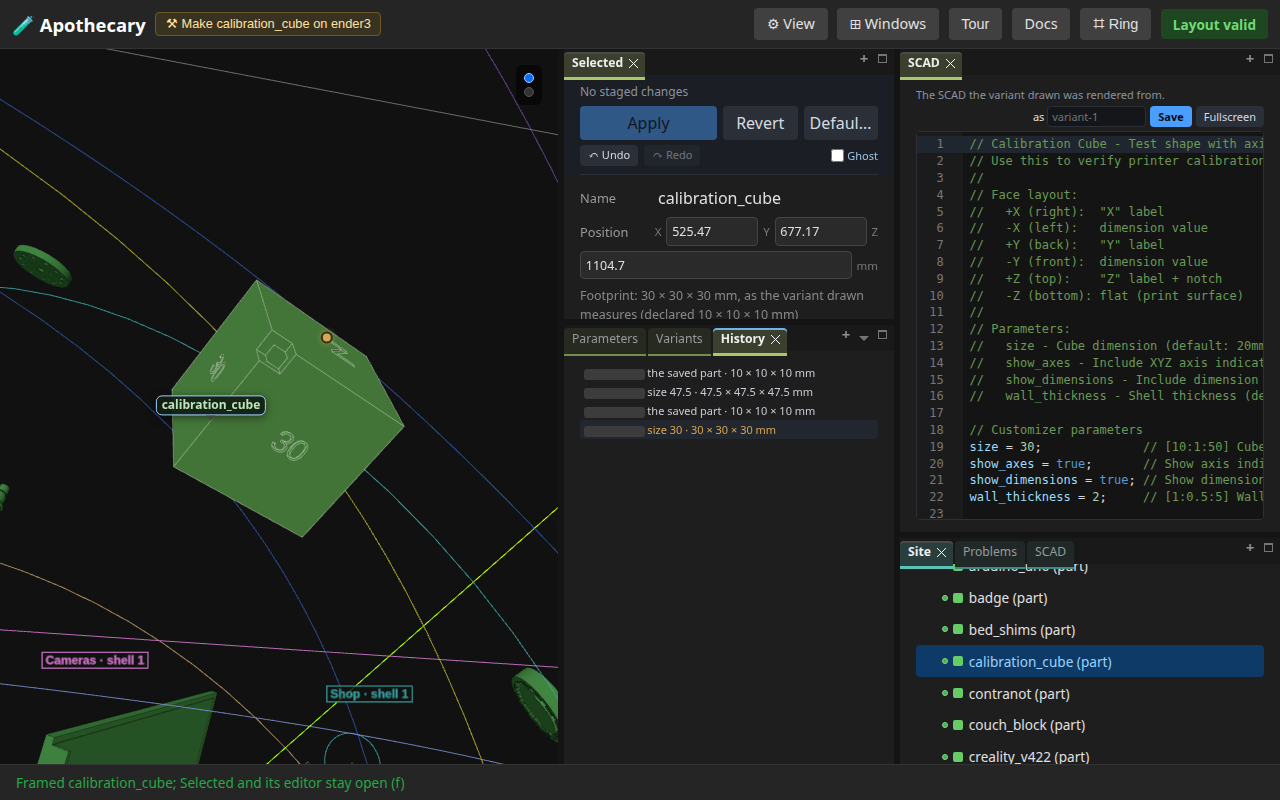 🧪 Apothecary
⚒ Make calibration_cube on ender3
⚙ View
⊞ Windows
Tour
Docs
⌗ Ring
Layout valid
calibration_cube
30
Z
Cameras · shell 1
Shop · shell 1
Selected
No staged changes
Apply
Revert
Defaul...
↶ Undo
↷ Redo
Ghost
Name calibration_cube
Position X 525.47 Y 677.17 Z
1104.7 mm
Footprint: 30 × 30 × 30 mm, as the variant drawn
measures (declared 10 × 10 × 10 mm)
Parameters
Variants
History
the saved part · 10 × 10 × 10 mm
size 47.5 · 47.5 × 47.5 × 47.5 mm
the saved part · 10 × 10 × 10 mm
size 30 · 30 × 30 × 30 mm
SCAD
The SCAD the variant drawn was rendered from.
as variant-1 Save Fullscreen
1 // Calibration Cube - Test shape with axi
2 // Use this to verify printer calibration
3 //
4 // Face layout:
5 //   +X (right):  "X" label
6 //   -X (left):   dimension value
7 //   +Y (back):   "Y" label
8 //   -Y (front):  dimension value
9 //   +Z (top):    "Z" label + notch
10 //   -Z (bottom): flat (print surface)
11 //
12 // Parameters:
13 //   size - Cube dimension (default: 20mm
14 //   show_axes - Include XYZ axis indicat
15 //   show_dimensions - Include dimension
16 //   wall_thickness - Shell thickness (de
17
18 // Customizer parameters
19 size = 30;             // [10:1:50] Cube
20 show_axes = true;      // Show axis indi
21 show_dimensions = true; // Show dimension
22 wall_thickness = 2;    // [1:0.5:5] Wall
23
Site
Problems
SCAD
arduino_uno (part)
badge (part)
bed_shims (part)
calibration_cube (part)
contranot (part)
couch_block (part)
creality_v422 (part)
Framed calibration_cube; Selected and its editor stay open (f)